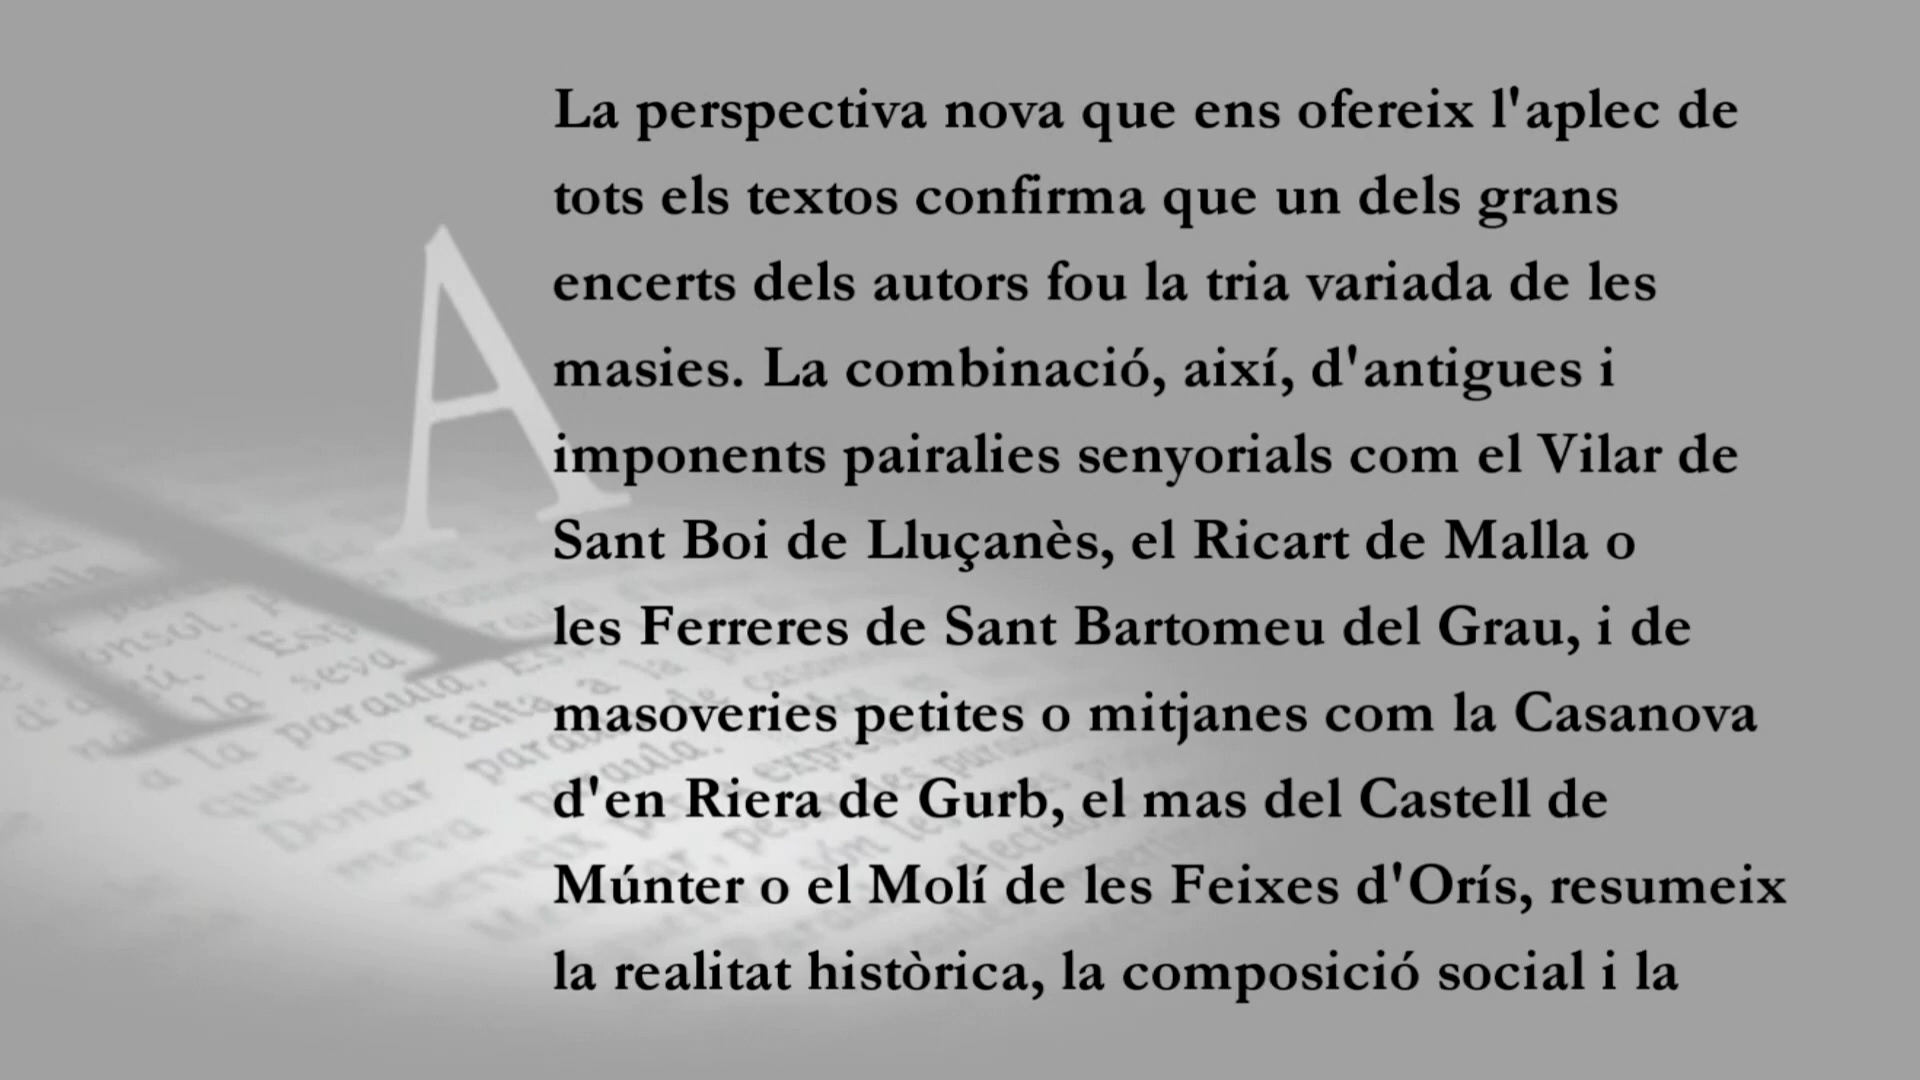 La perspectiva nova que ens ofereix l'aplec de
tots els textos confirma que un dels grans
encerts dels autors fou la tria variada de les
masies. La combinació, així, d'antigues i
imponents pairalies senyorials com el Vilar de
Sant Boi de Lluçanès, el Ricart de Malla o
les Ferreres de Sant Bartomeu del Grau, i de
masoveries petites o mitjanes com la Casanova
d'en Riera de Gurb, el mas del Castell de
Múnter o el Molí de les Feixes d'Orís, resumeix
la realitat històrica, la composició social i la
A